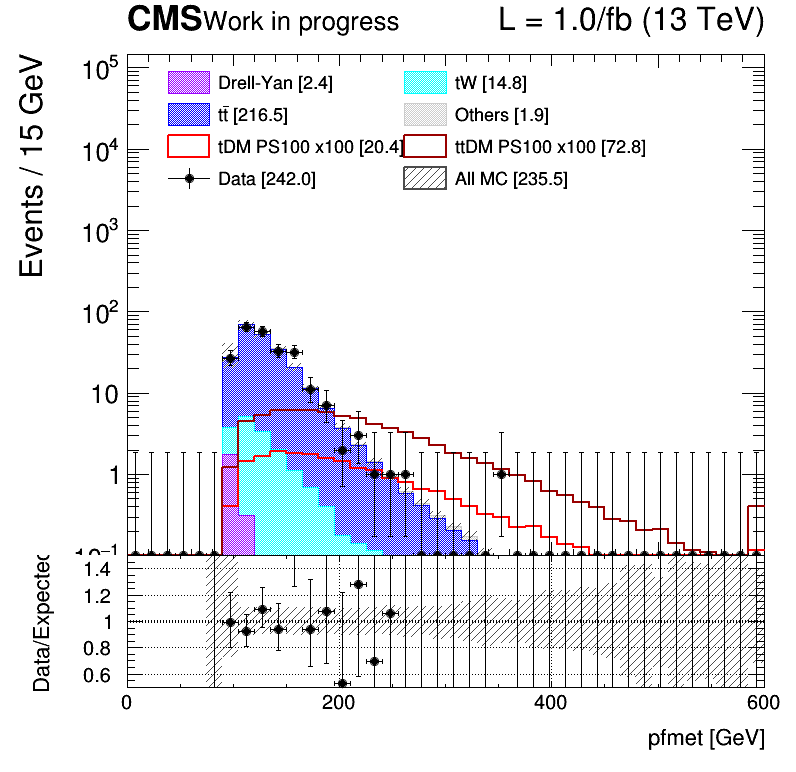 CMS Work in progress L = 1.0/fb (13 TeV)
Events / 15 GeV
10⁵
10⁴
10³
10²
10
1
10⁻¹
Drell-Yan [2.4] tW [14.8]
tt̄ [216.5] Others [1.9]
tDM PS100 x100 [20.4] ttDM PS100 x100 [72.8]
Data [242.0] All MC [235.5]
Data/Expected
1.4
1.2
1
0.8
0.6
0 200 400 600
pfmet [GeV]